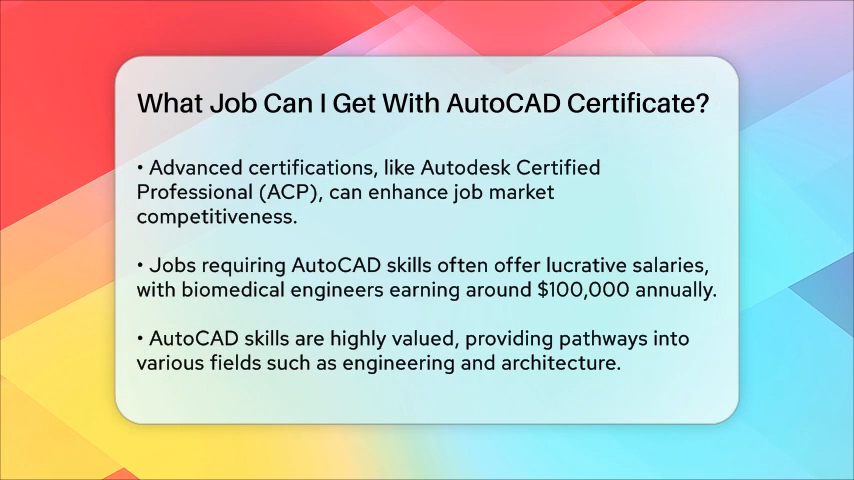 What Job Can I Get With AutoCAD Certificate?
• Advanced certifications, like Autodesk Certified
Professional (ACP), can enhance job market
competitiveness.
• Jobs requiring AutoCAD skills often offer lucrative salaries,
with biomedical engineers earning around $100,000 annually.
• AutoCAD skills are highly valued, providing pathways into
various fields such as engineering and architecture.